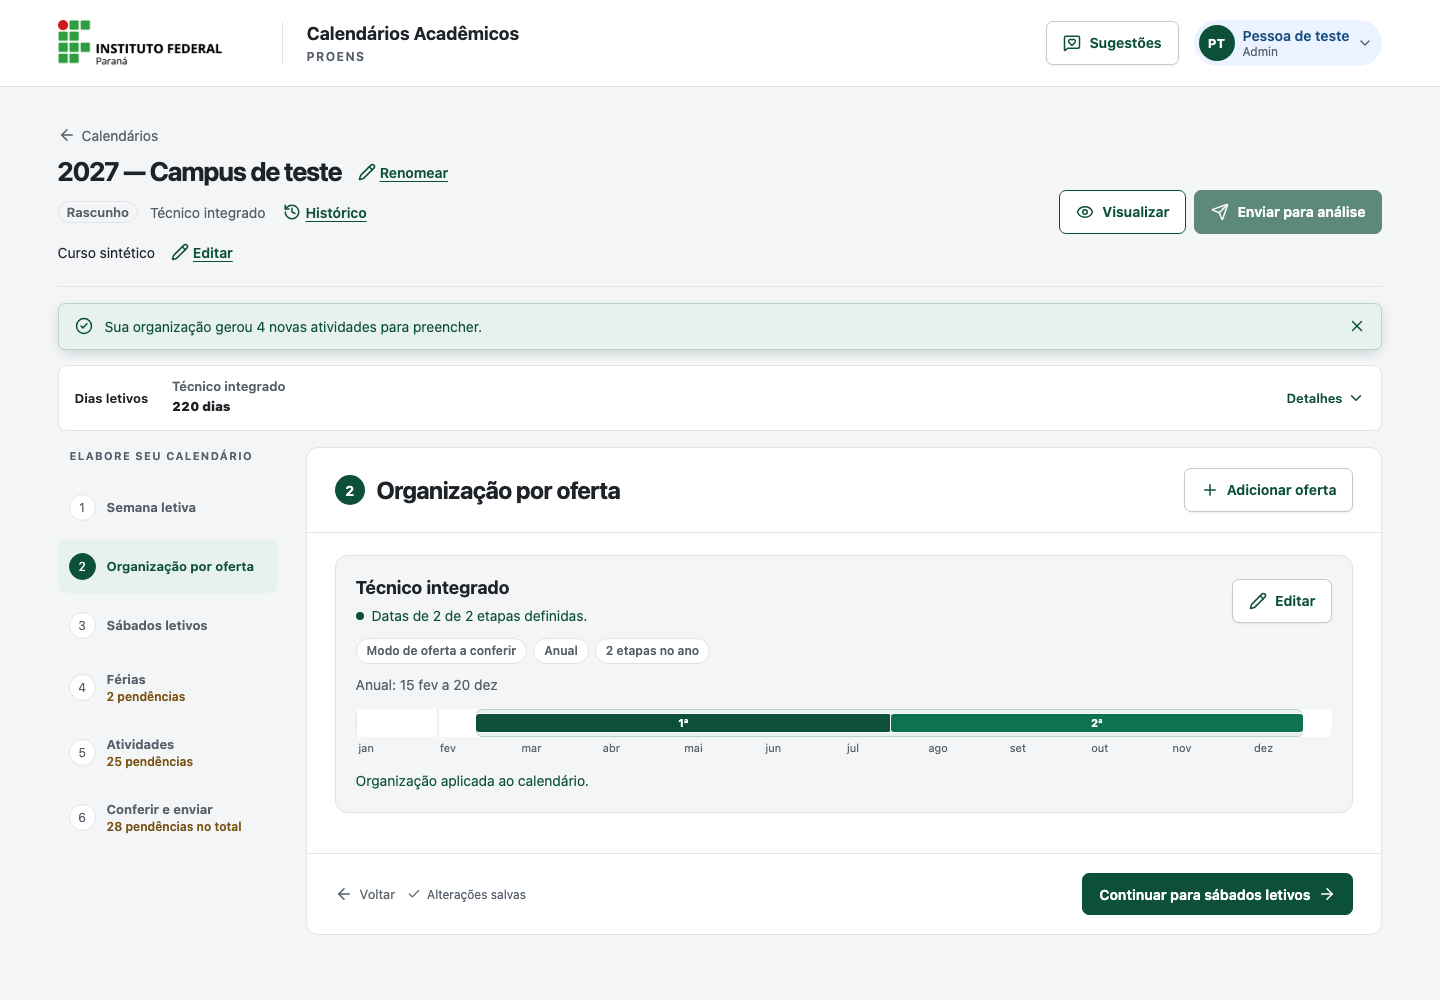 INSTITUTO FEDERAL
Paraná
Calendários Acadêmicos
PROENS
Sugestões
PT
Pessoa de teste
Admin
Calendários
2027 — Campus de teste
Renomear
Rascunho
Técnico integrado
Histórico
Visualizar
Enviar para análise
Curso sintético
Editar
Sua organização gerou 4 novas atividades para preencher.
Dias letivos
Técnico integrado
220 dias
Detalhes
ELABORE SEU CALENDÁRIO
1
Semana letiva
2
Organização por oferta
3
Sábados letivos
4
Férias
2 pendências
5
Atividades
25 pendências
6
Conferir e enviar
28 pendências no total
2
Organização por oferta
Adicionar oferta
Técnico integrado
Datas de 2 de 2 etapas definidas.
Editar
Modo de oferta a conferir
Anual
2 etapas no ano
Anual: 15 fev a 20 dez
1ª
2ª
jan fev mar abr mai jun jul ago set out nov dez
Organização aplicada ao calendário.
Voltar
Alterações salvas
Continuar para sábados letivos